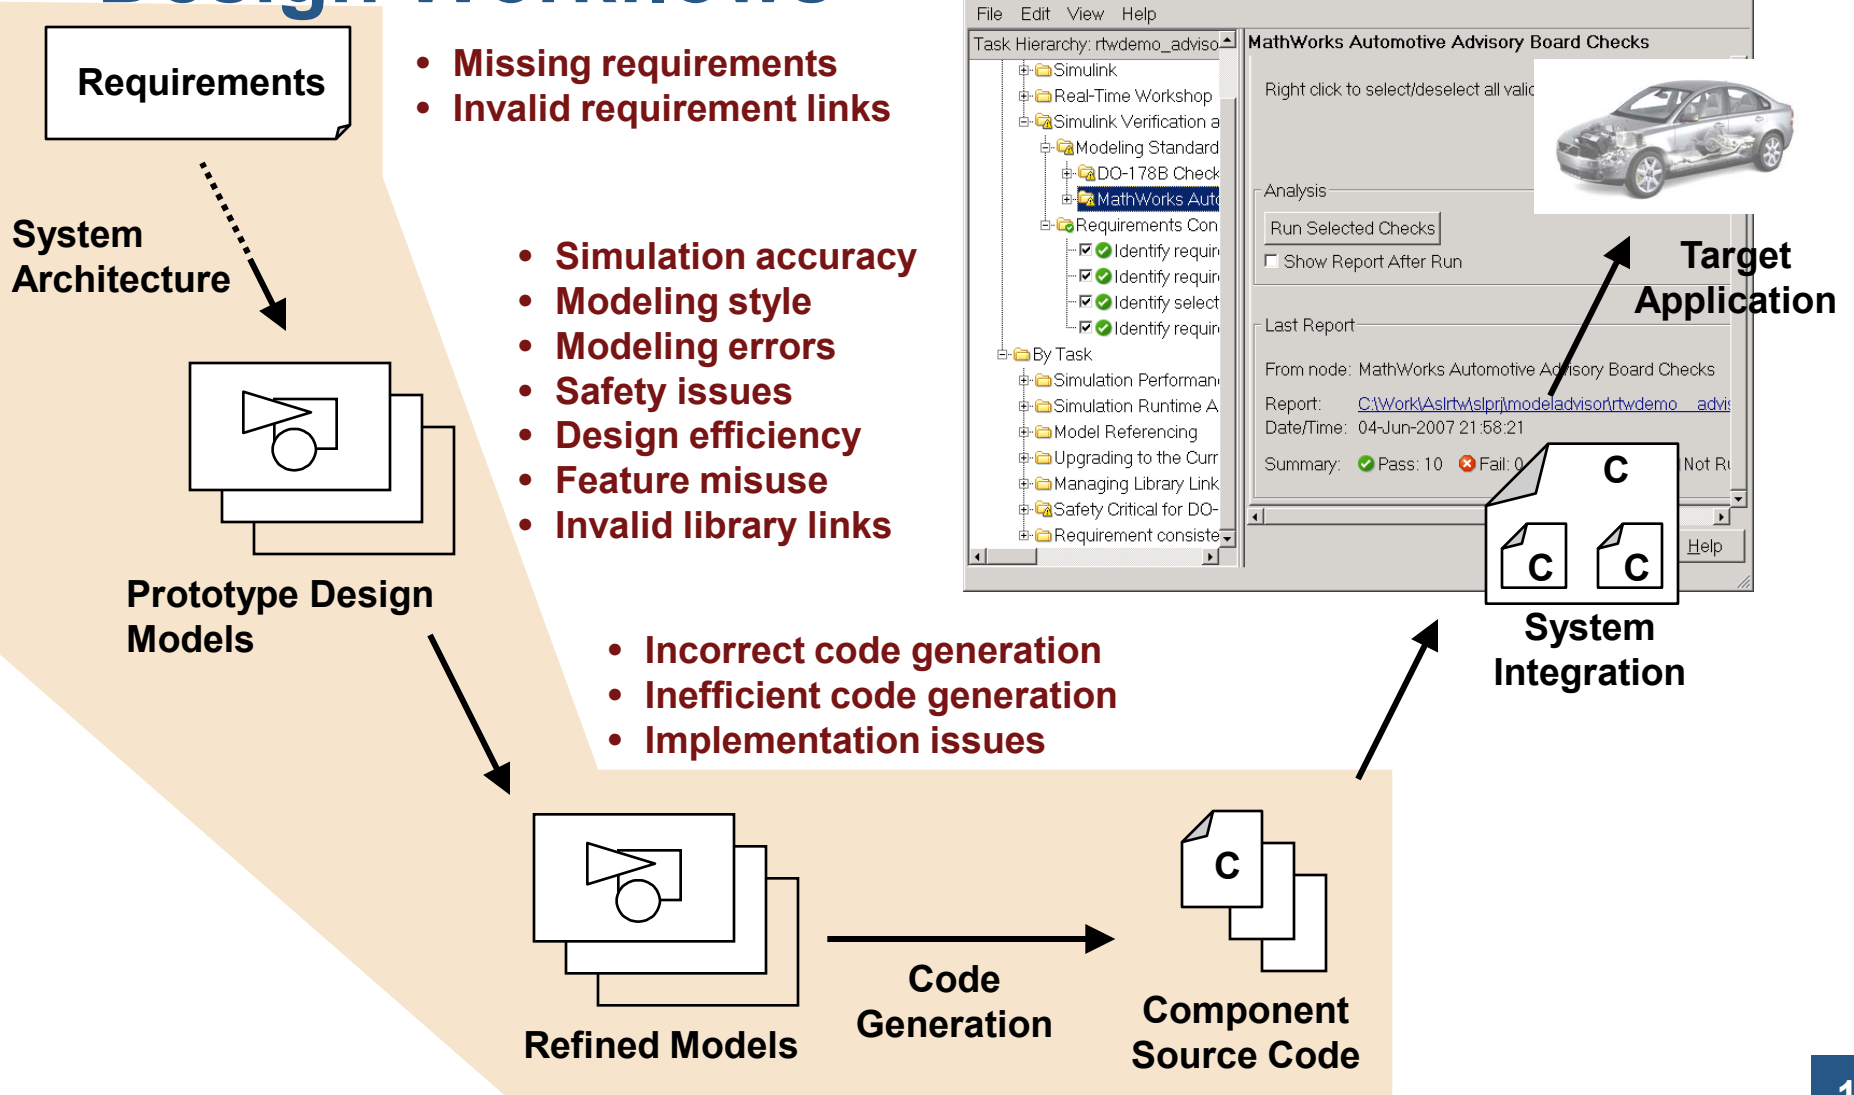 Design Workflows
Requirements
• Missing requirements
• Invalid requirement links
System
Architecture
• Simulation accuracy
• Modeling style
• Modeling errors
• Safety issues
• Design efficiency
• Feature misuse
• Invalid library links
Prototype Design
Models
• Incorrect code generation
• Inefficient code generation
• Implementation issues
Refined Models
Code
Generation
C
Component
Source Code
File Edit View Help
Task Hierarchy: rtwdemo_adviso
Simulink
Real-Time Workshop
Simulink Verification a
Modeling Standard
DO-178B Check
MathWorks Auto
Requirements Con
Identify requir
Identify requir
Identify select
Identify requir
By Task
Simulation Performan
Simulation Runtime A
Model Referencing
Upgrading to the Curr
Managing Library Link
Safety Critical for DO-
Requirement consiste
MathWorks Automotive Advisory Board Checks
Right click to select/deselect all valid
Analysis
Run Selected Checks
Show Report After Run
Last Report
From node: MathWorks Automotive Advisory Board Checks
Report: C:\Work\Aslrtw\slprj\modeladvisor\rtwdemo_advis
Date/Time: 04-Jun-2007 21:58:21
Summary: Pass: 10 Fail: 0 Not Ru
Help
Target
Application
C
C C
System
Integration
1